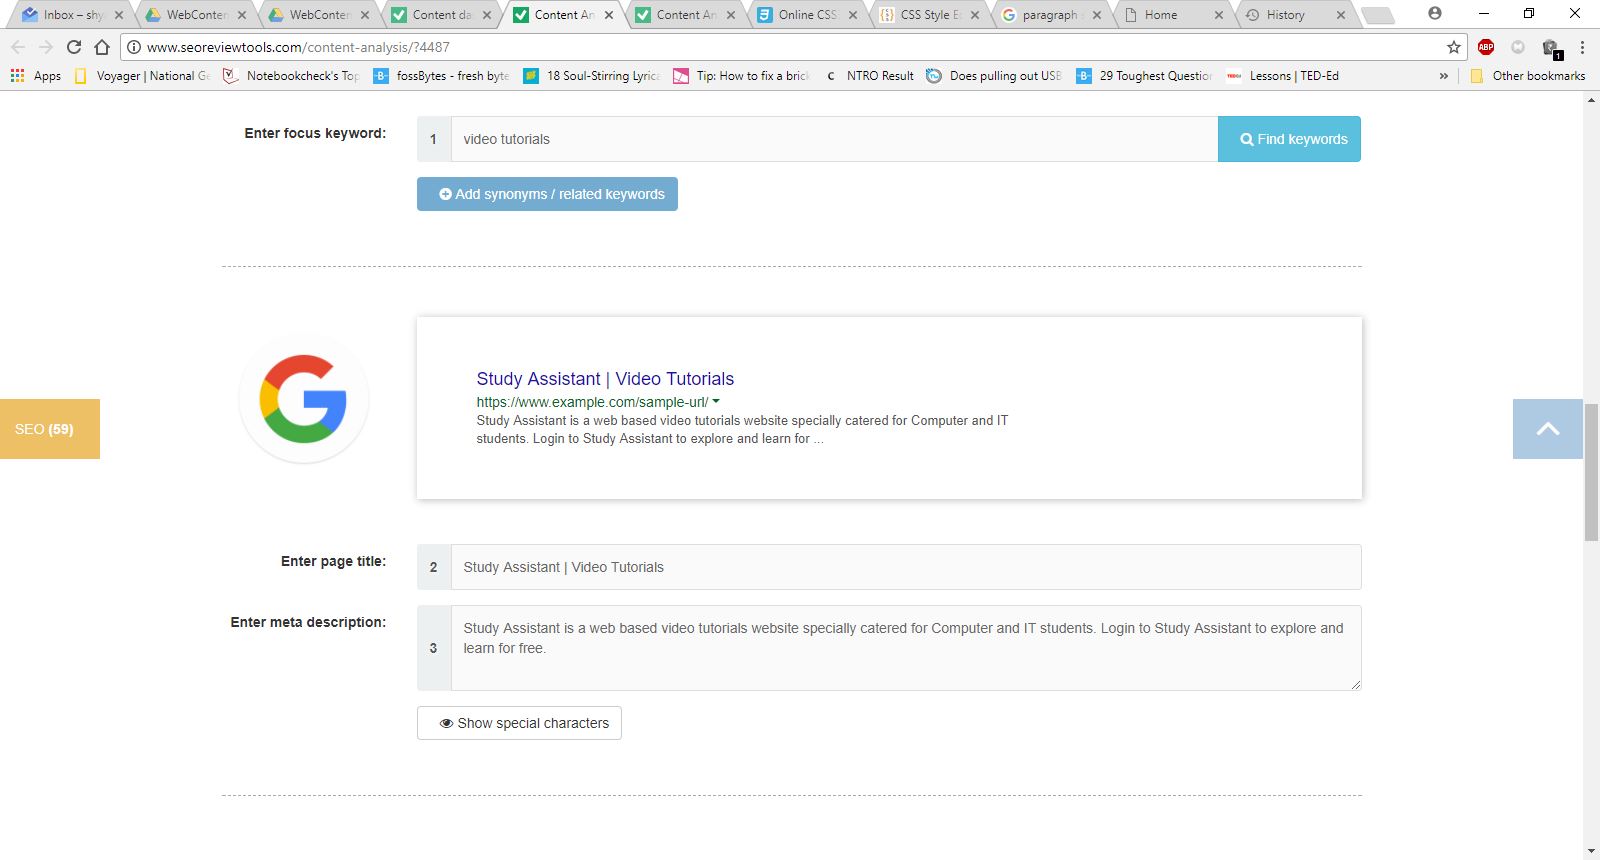 Inbox – shy
WebConten
WebConten
Content da
Content An
Content An
Online CSS
CSS Style E
paragraph
Home
History
www.seoreviewtools.com/content-analysis/?4487
ABP
1
Apps
Voyager | National Ge
Notebookcheck's Top
fossBytes - fresh byte
18 Soul-Stirring Lyrics
Tip: How to fix a brick
NTRO Result
Does pulling out USB
29 Toughest Question
Lessons | TED-Ed
»
Other bookmarks
Enter focus keyword:
1
video tutorials
Find keywords
Add synonyms / related keywords
Study Assistant | Video Tutorials
https://www.example.com/sample-url/
Study Assistant is a web based video tutorials website specially catered for Computer and IT
students. Login to Study Assistant to explore and learn for ...
SEO (59)
Enter page title:
2
Study Assistant | Video Tutorials
Enter meta description:
3
Study Assistant is a web based video tutorials website specially catered for Computer and IT students. Login to Study Assistant to explore and
learn for free.
Show special characters